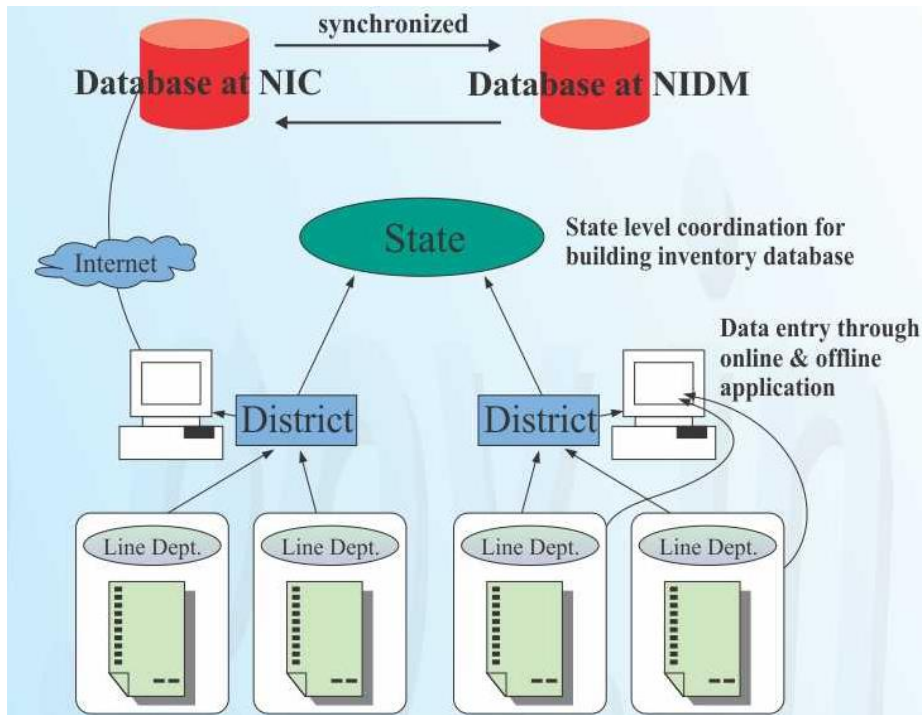 synchronized
Database at NIC
Database at NIDM
State
State level coordination for
building inventory database
Internet
Data entry through
online & offline
application
District
District
Line Dept.
Line Dept.
Line Dept.
Line Dept.